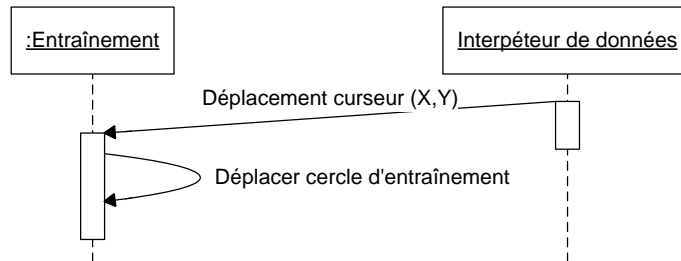 :Entraînement
Interpéteur de données
Déplacement curseur (X,Y)
Déplacer cercle d'entraînement